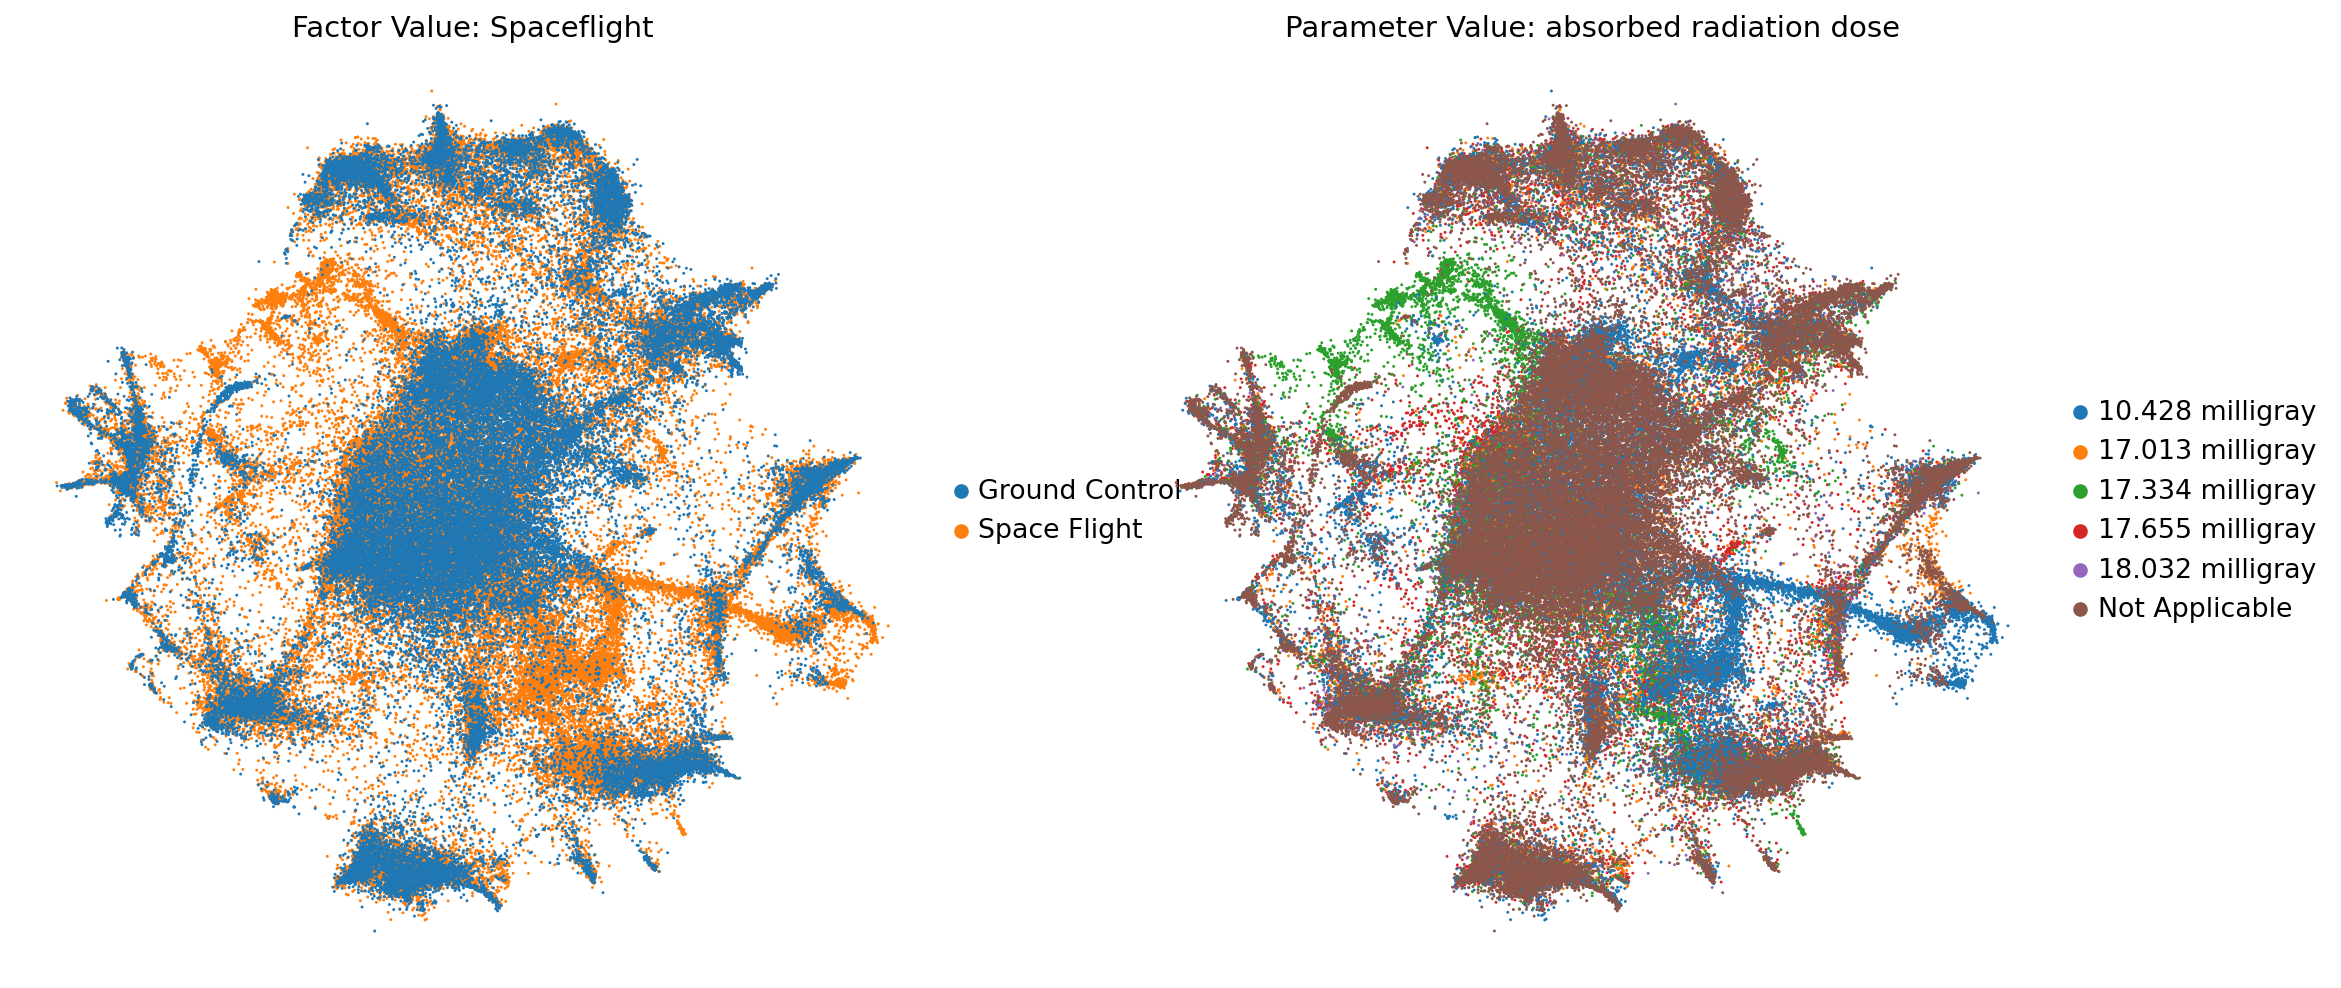 Factor Value: Spaceflight
Ground Control
Space Flight
Parameter Value: absorbed radiation dose
10.428 milligray
17.013 milligray
17.334 milligray
17.655 milligray
18.032 milligray
Not Applicable